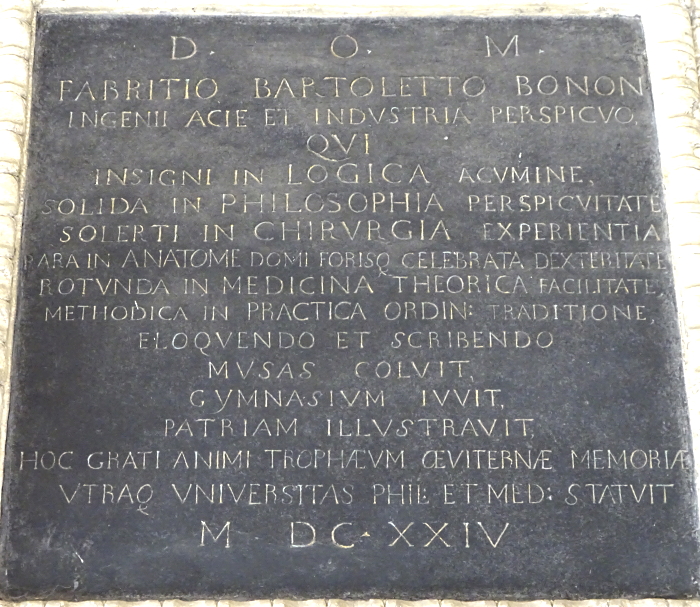 D. O. M.
FABRITIO BARTOLETTO BONON
INGENII ACIE ET INDVSTRIA PERSPICVO,
QVI
INSIGNI IN LOGICA ACVMINE,
SOLIDA IN PHILOSOPHIA PERSPICVITATE
SOLERTI IN CHIRVRGIA EXPERIENTIA
RARA IN ANATOME DOMI FORISQ CELEBRATA DEXTERITATE
ROTVNDA IN MEDICINA THEORICA FACILITATE,
METHODICA IN PRACTICA ORDIN: TRADITIONE,
ELOQVENDO ET SCRIBENDO
MVSAS COLVIT,
GYMNASIVM IVVIT,
PATRIAM ILLVSTRAVIT
HOC GRATI ANIMI TROPHÆVM ŒVITERNÆ MEMORIÆ
VTRAQ VNIVERSITAS PHIL: ET MED: STATVIT
M DC·XXIV